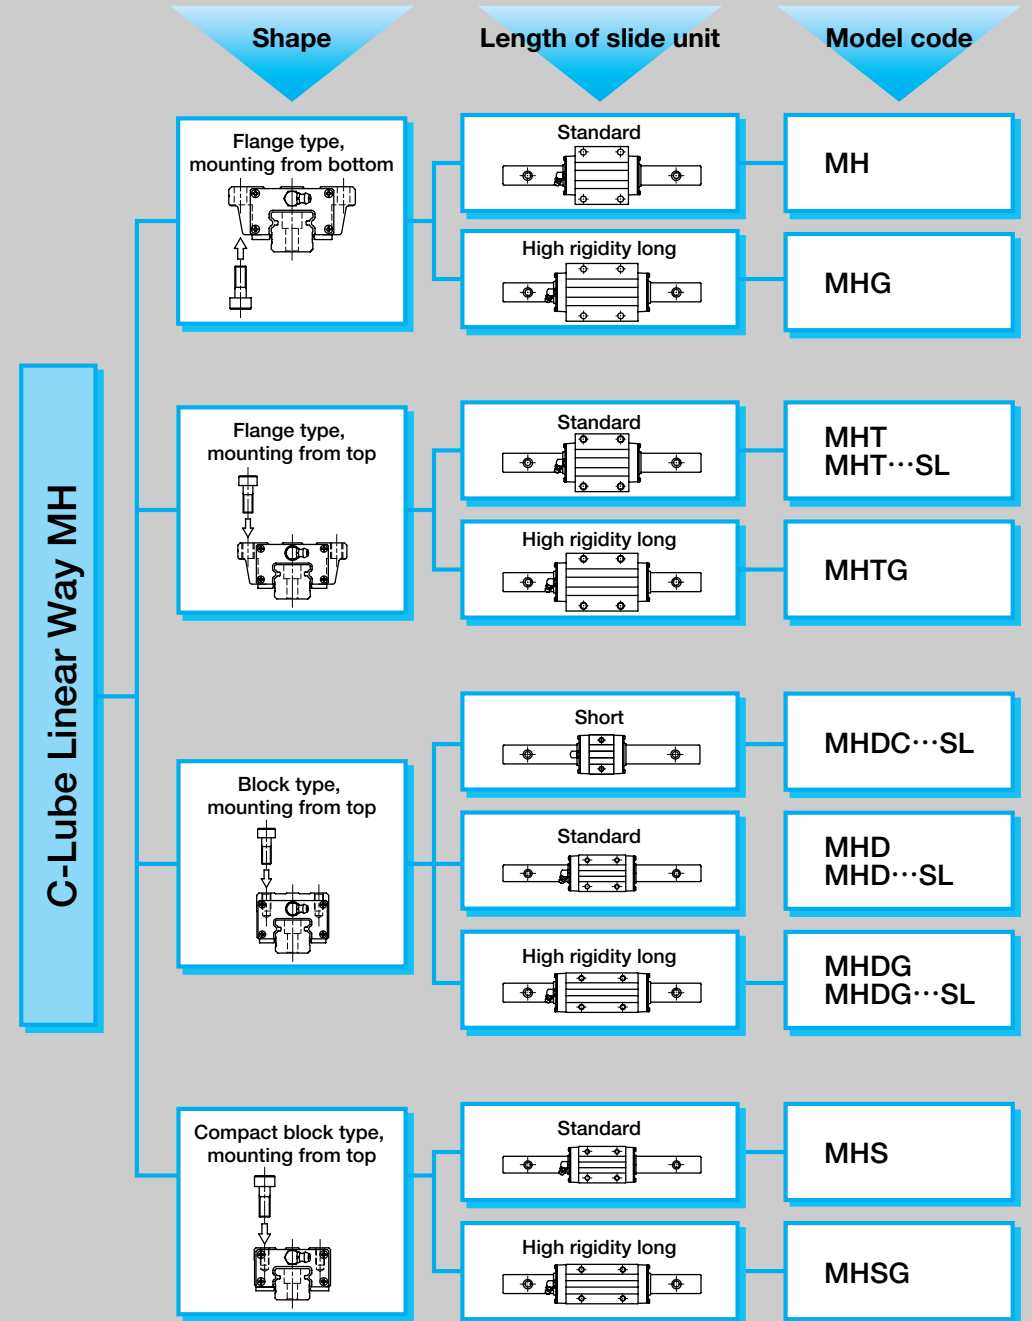 Shape
Length of slide unit
Model code
C-Lube Linear Way MH
Flange type,
mounting from bottom
Standard
MH
High rigidity long
MHG
Flange type,
mounting from top
Standard
MHT
MHT···SL
High rigidity long
MHTG
Block type,
mounting from top
Short
MHDC···SL
Standard
MHD
MHD···SL
High rigidity long
MHDG
MHDG···SL
Compact block type,
mounting from top
Standard
MHS
High rigidity long
MHSG